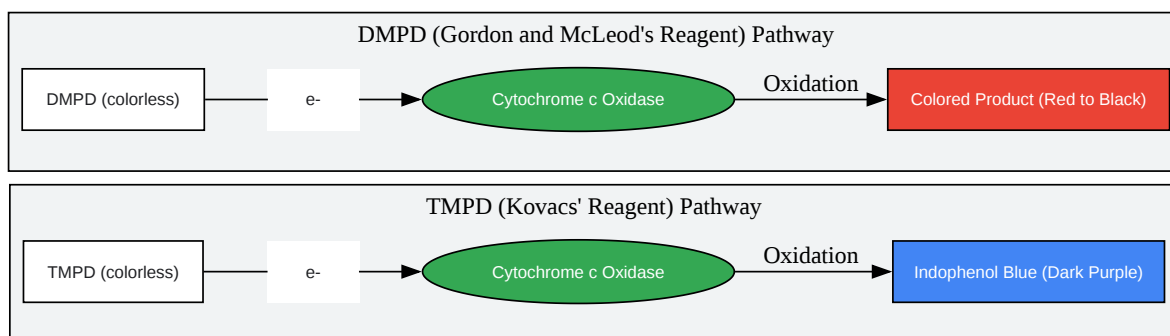 DMPD (Gordon and McLeod's Reagent) Pathway
DMPD (colorless)
e-
Cytochrome c Oxidase
Oxidation
Colored Product (Red to Black)
TMPD (Kovacs' Reagent) Pathway
TMPD (colorless)
e-
Cytochrome c Oxidase
Oxidation
Indophenol Blue (Dark Purple)